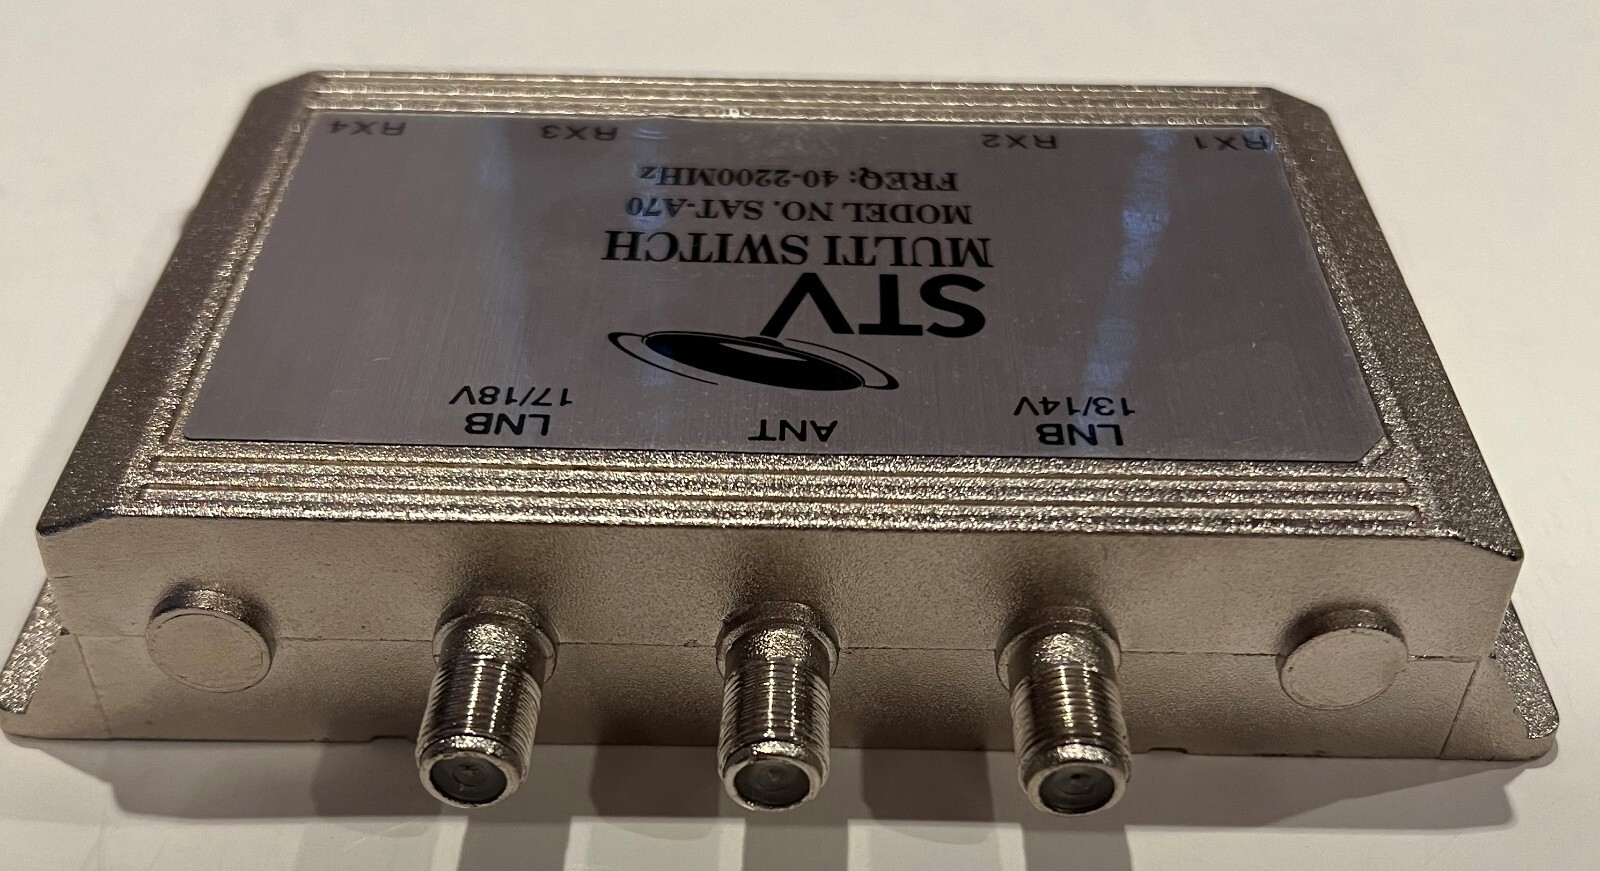 LNB
13/14V
ANT
LNB
17/18V
STV
MULTI SWITCH
MODEL NO. SAT-A70
FREQ: 40-2200MHz
RX1
RX2
RX3
RX4